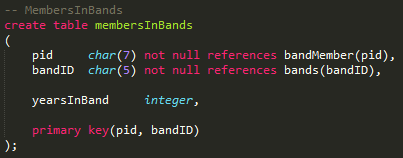 -- MembersInBands
create table membersInBands
(
pid char(7) not null references bandMember(pid),
bandID char(5) not null references bands(bandID),
yearsInBand integer,
primary key(pid, bandID)
);